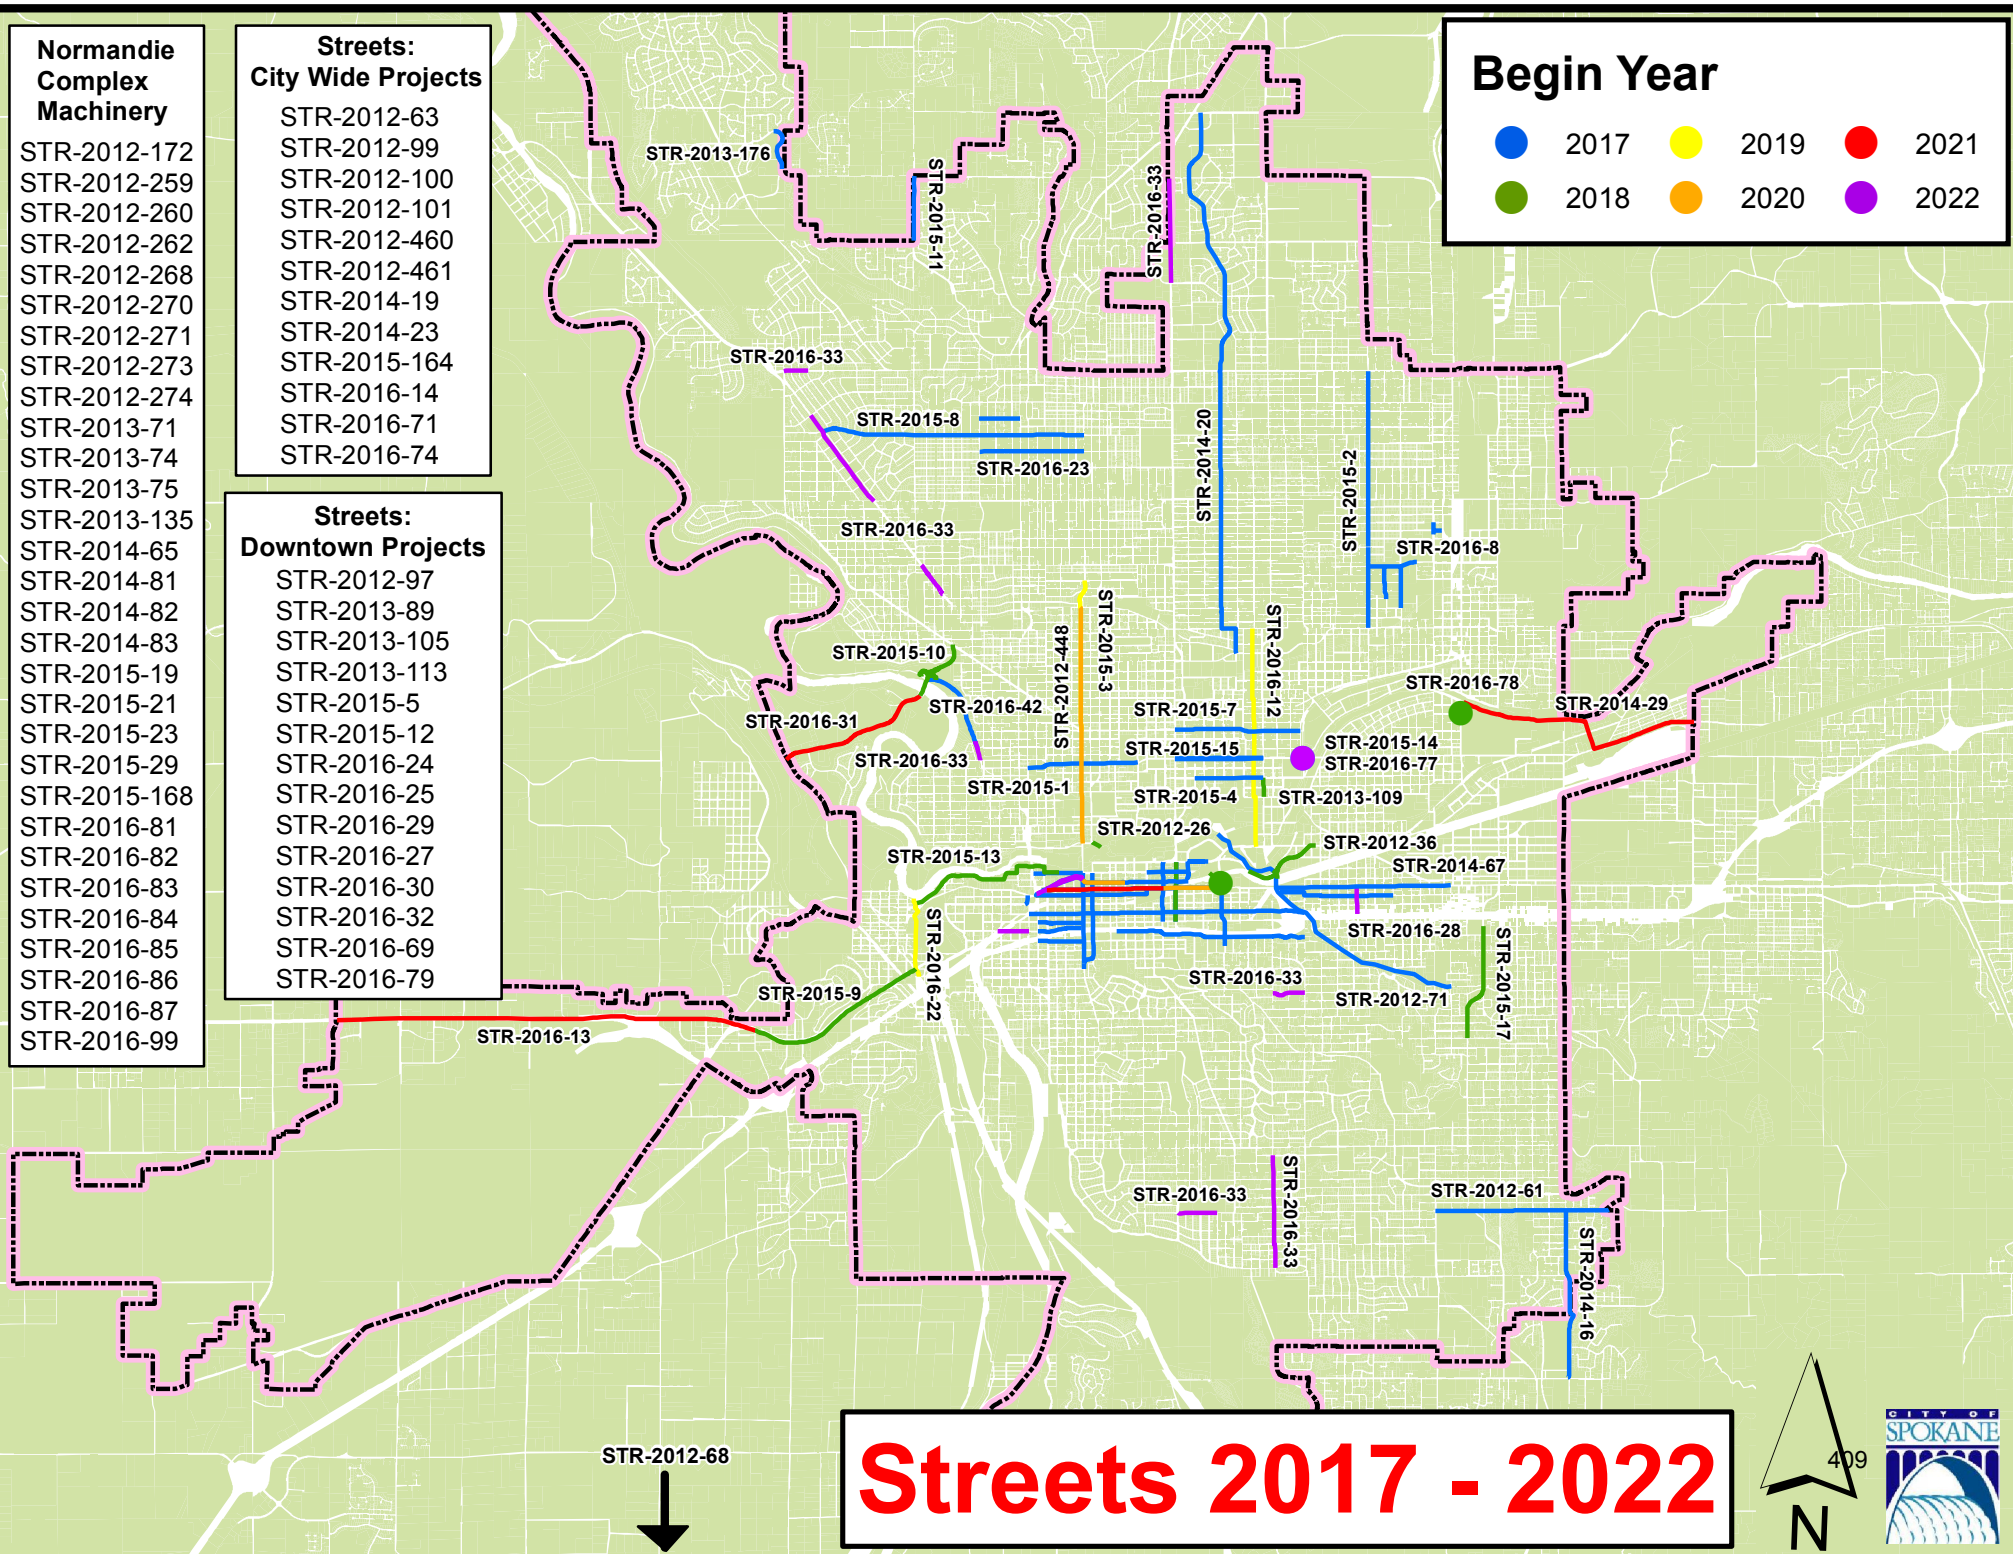 Normandie
Complex
Machinery
STR-2012-172
STR-2012-259
STR-2012-260
STR-2012-262
STR-2012-268
STR-2012-270
STR-2012-271
STR-2012-273
STR-2012-274
STR-2013-71
STR-2013-74
STR-2013-75
STR-2013-135
STR-2014-65
STR-2014-81
STR-2014-82
STR-2014-83
STR-2015-19
STR-2015-21
STR-2015-23
STR-2015-29
STR-2015-168
STR-2016-81
STR-2016-82
STR-2016-83
STR-2016-84
STR-2016-85
STR-2016-86
STR-2016-87
STR-2016-99
Streets:
City Wide Projects
STR-2012-63
STR-2012-99
STR-2012-100
STR-2012-101
STR-2012-460
STR-2012-461
STR-2014-19
STR-2014-23
STR-2015-164
STR-2016-14
STR-2016-71
STR-2016-74
Streets:
Downtown Projects
STR-2012-97
STR-2013-89
STR-2013-105
STR-2013-113
STR-2015-5
STR-2015-12
STR-2016-24
STR-2016-25
STR-2016-29
STR-2016-27
STR-2016-30
STR-2016-32
STR-2016-69
STR-2016-79
Begin Year
2017 2019 2021
2018 2020 2022
STR-2013-176
STR-2015-11
STR-2016-33
STR-2016-33
STR-2015-8
STR-2016-23
STR-2014-20
STR-2015-2
STR-2016-33
STR-2016-8
STR-2015-10
STR-2012-448
STR-2015-3
STR-2016-12
STR-2016-78
STR-2014-29
STR-2016-31
STR-2016-42
STR-2015-7
STR-2015-15
STR-2015-14
STR-2016-77
STR-2016-33
STR-2015-1
STR-2015-4
STR-2013-109
STR-2012-26
STR-2012-36
STR-2015-13
STR-2014-67
STR-2016-22
STR-2016-28
STR-2015-17
STR-2016-33
STR-2015-9
STR-2012-71
STR-2016-13
STR-2016-33
STR-2016-33
STR-2012-61
STR-2014-16
STR-2012-68
Streets 2017 - 2022
409
N
CITY OF
SPOKANE